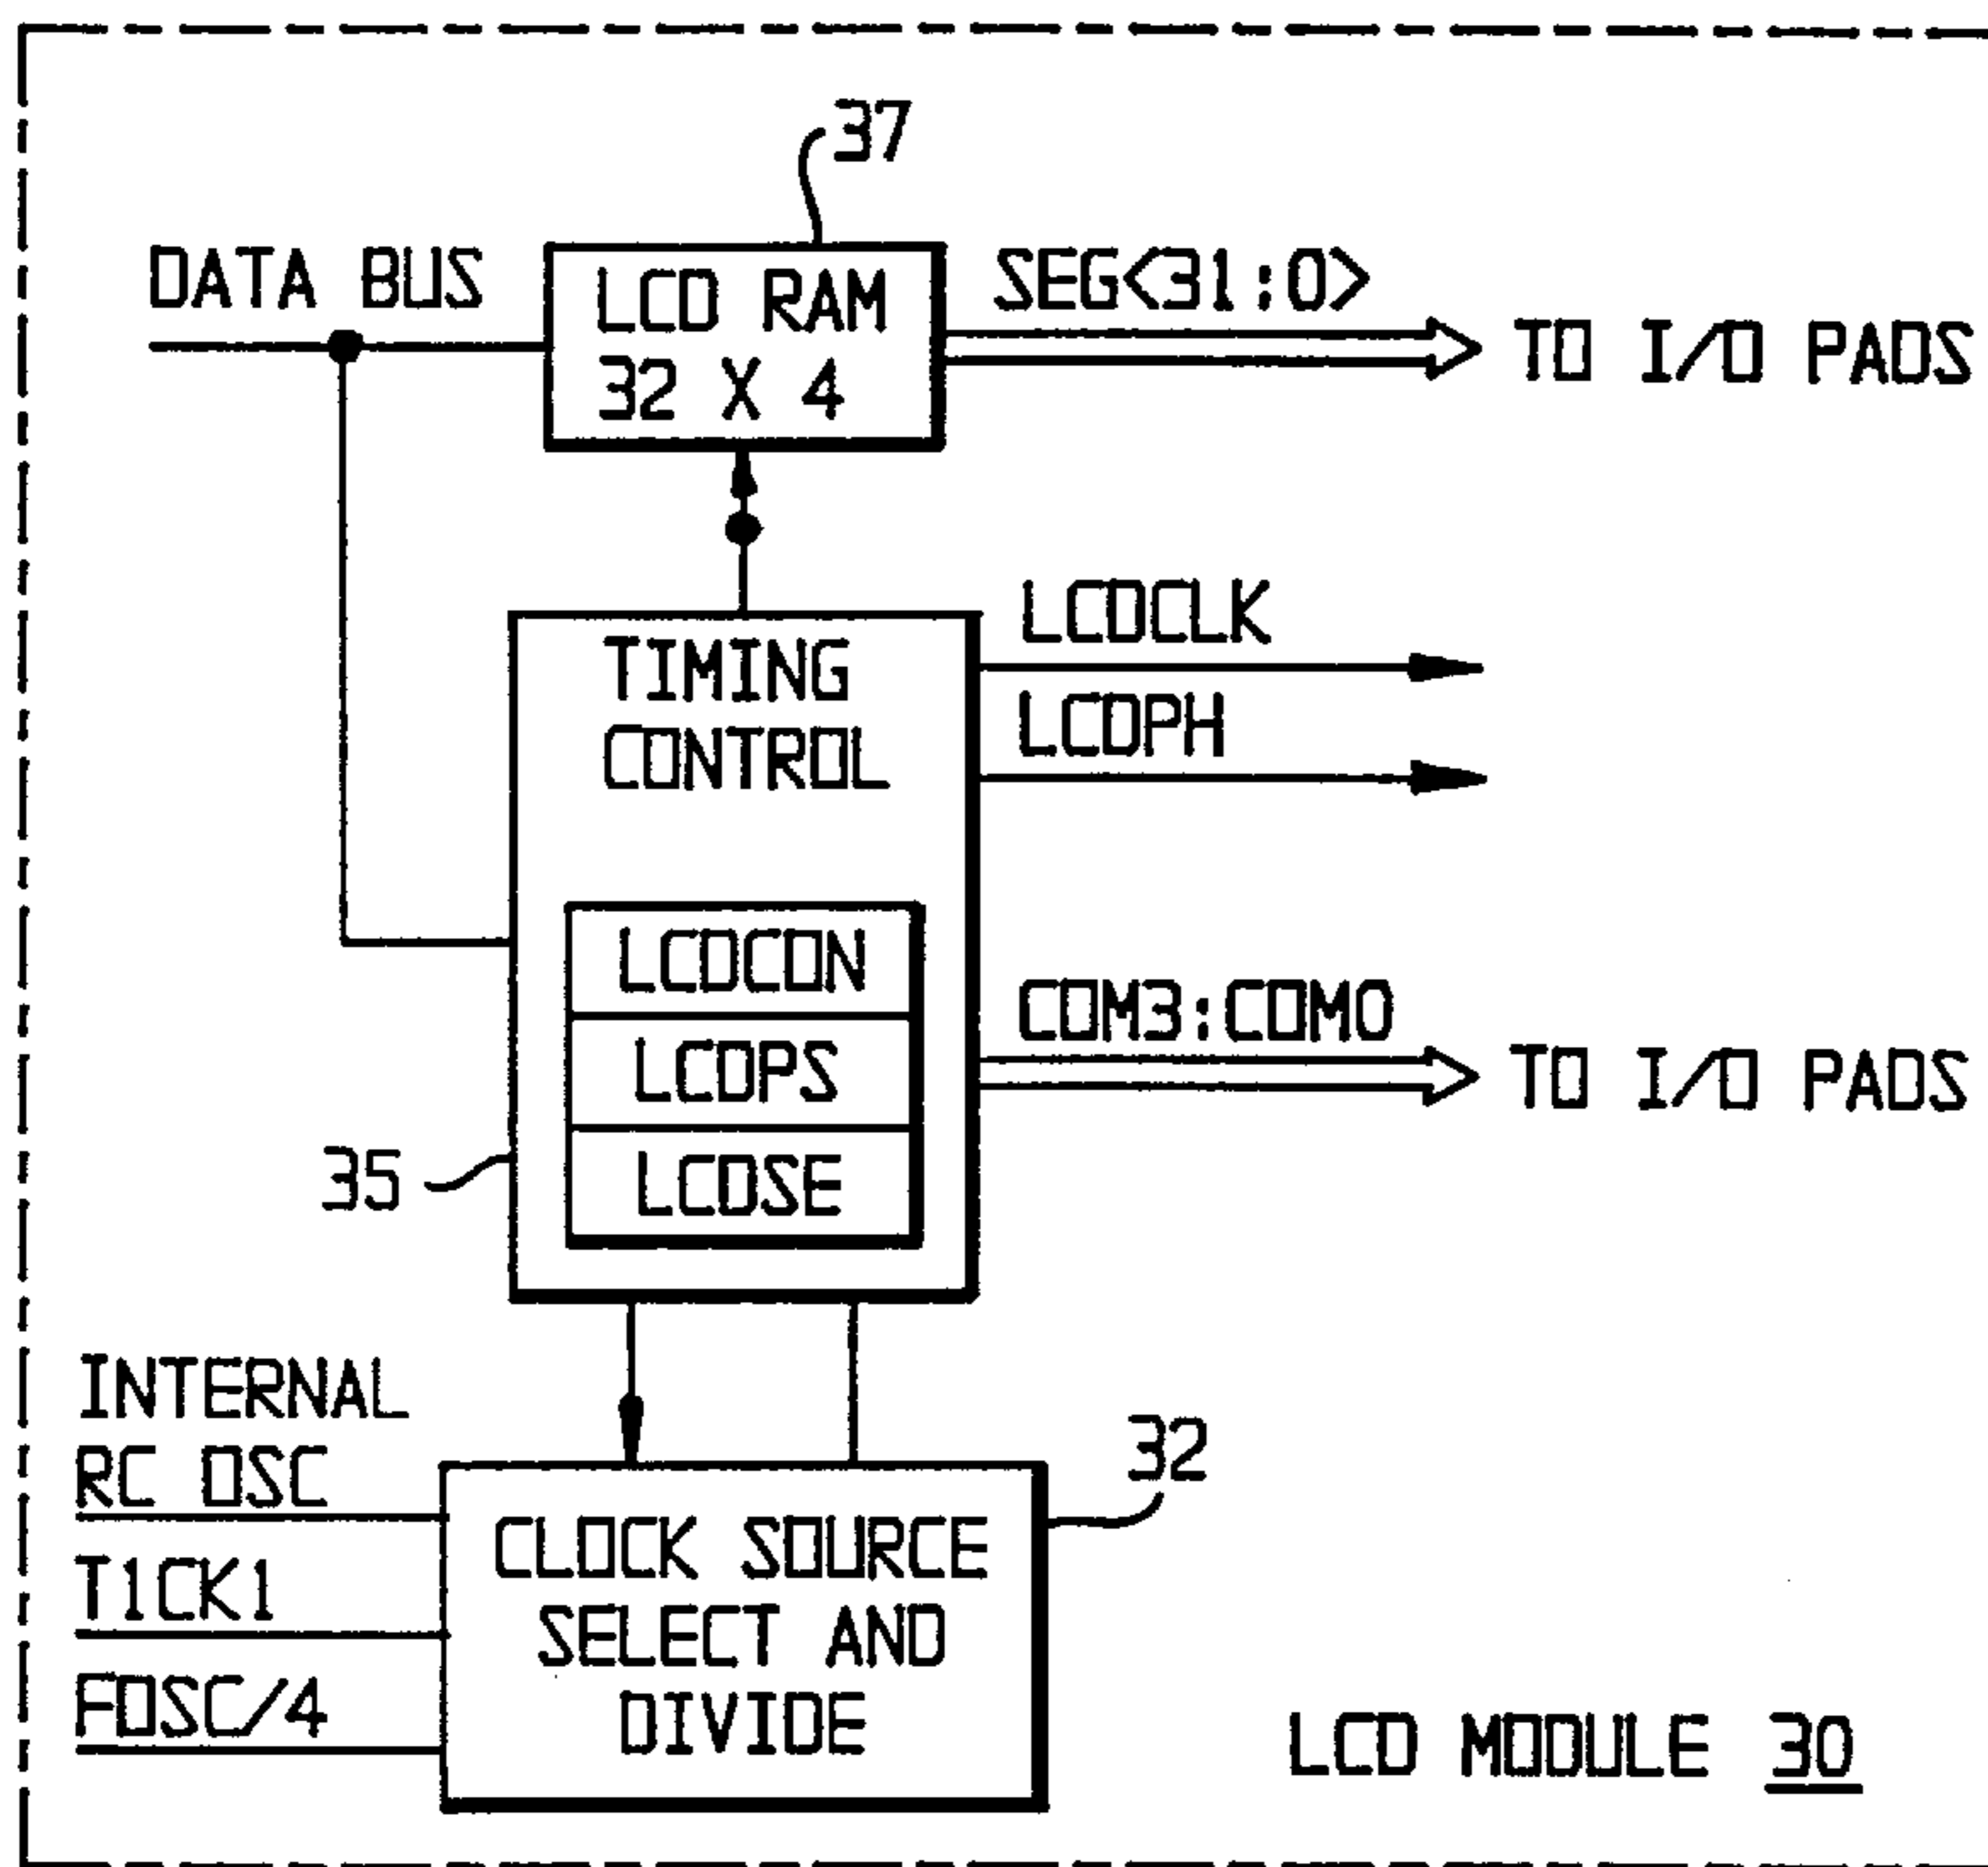 37
DATA BUS
LCD RAM
32 X 4
SEG<31:0>
TO I/O PADS
TIMING
CONTROL
LCDCLK
LCDPH
LCDCON
LCDPS
LCDSE
COM3:COM0
TO I/O PADS
35
INTERNAL
RC OSC
T1CK1
FOSC/4
CLOCK SOURCE
SELECT AND
DIVIDE
32
LCD MODULE 30